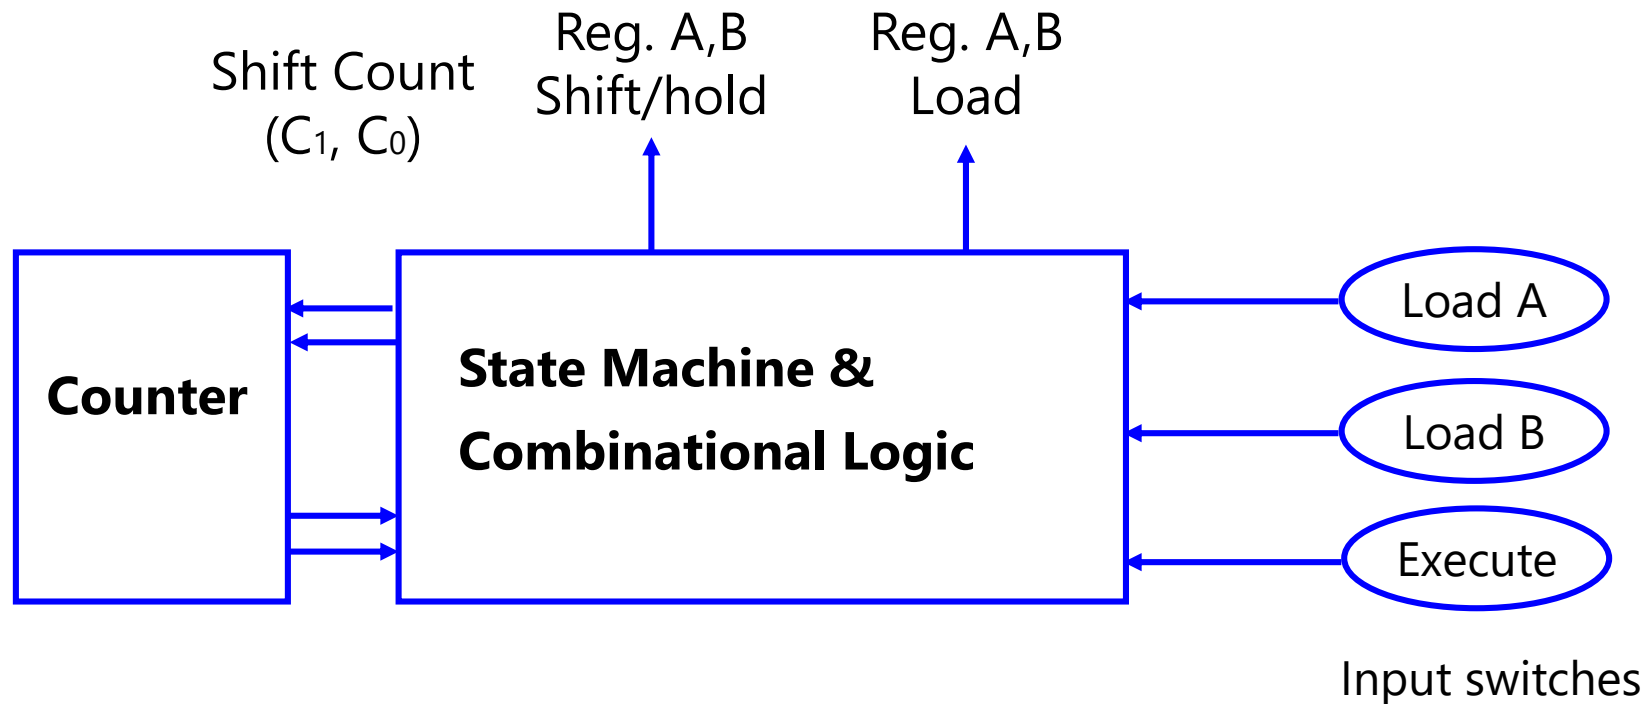 Shift Count
(C₁, C₀)
Reg. A,B
Shift/hold
Reg. A,B
Load
Counter
State Machine &
Combinational Logic
Load A
Load B
Execute
Input switches